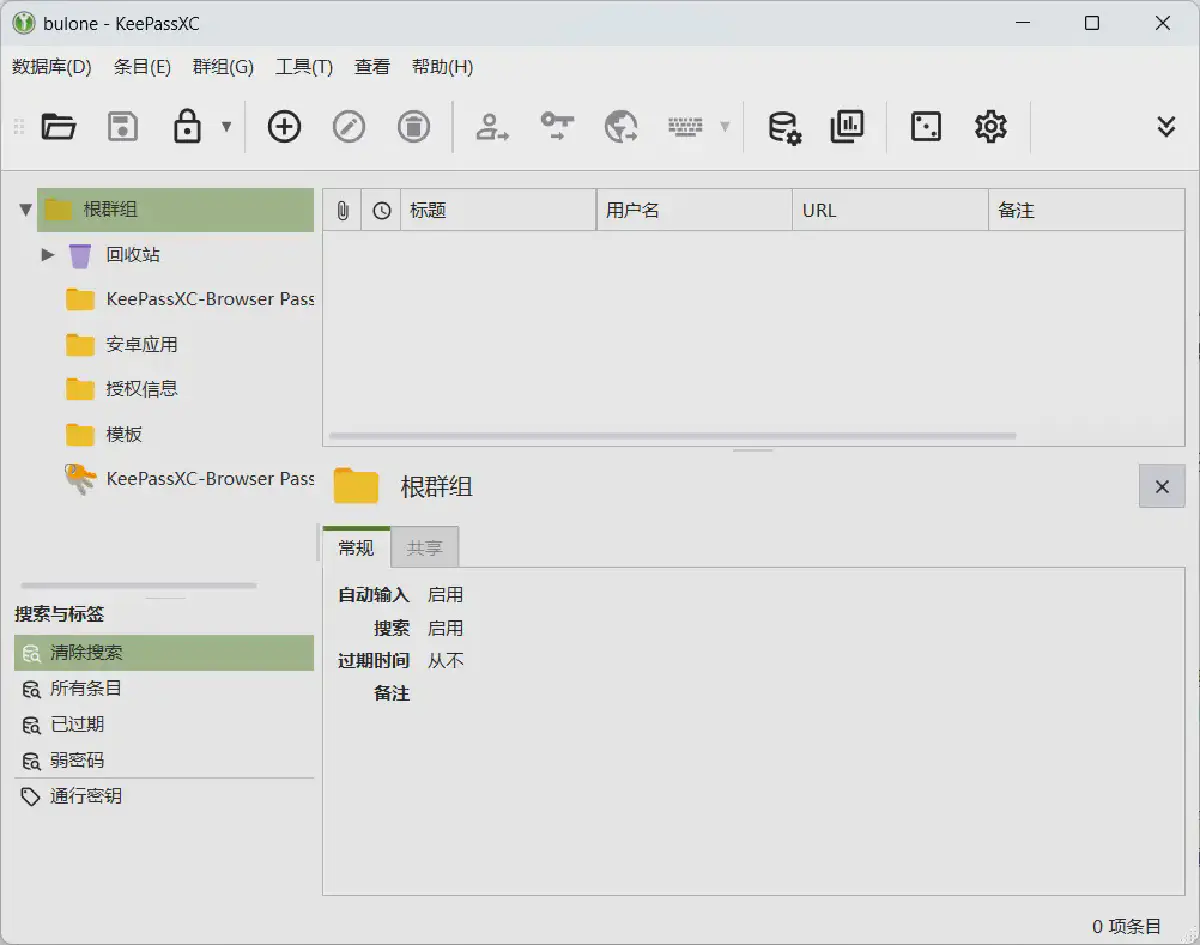 bulone - KeePassXC
数据库(D) 条目(E) 群组(G) 工具(T) 查看 帮助(H)
根群组
回收站
KeePassXC-Browser Pass
安卓应用
授权信息
模板
KeePassXC-Browser Pass
搜索与标签
清除搜索
所有条目
已过期
弱密码
通行密钥
标题 用户名 URL 备注
根群组
常规 共享
自动输入 启用
搜索 启用
过期时间 从不
备注
0 项条目